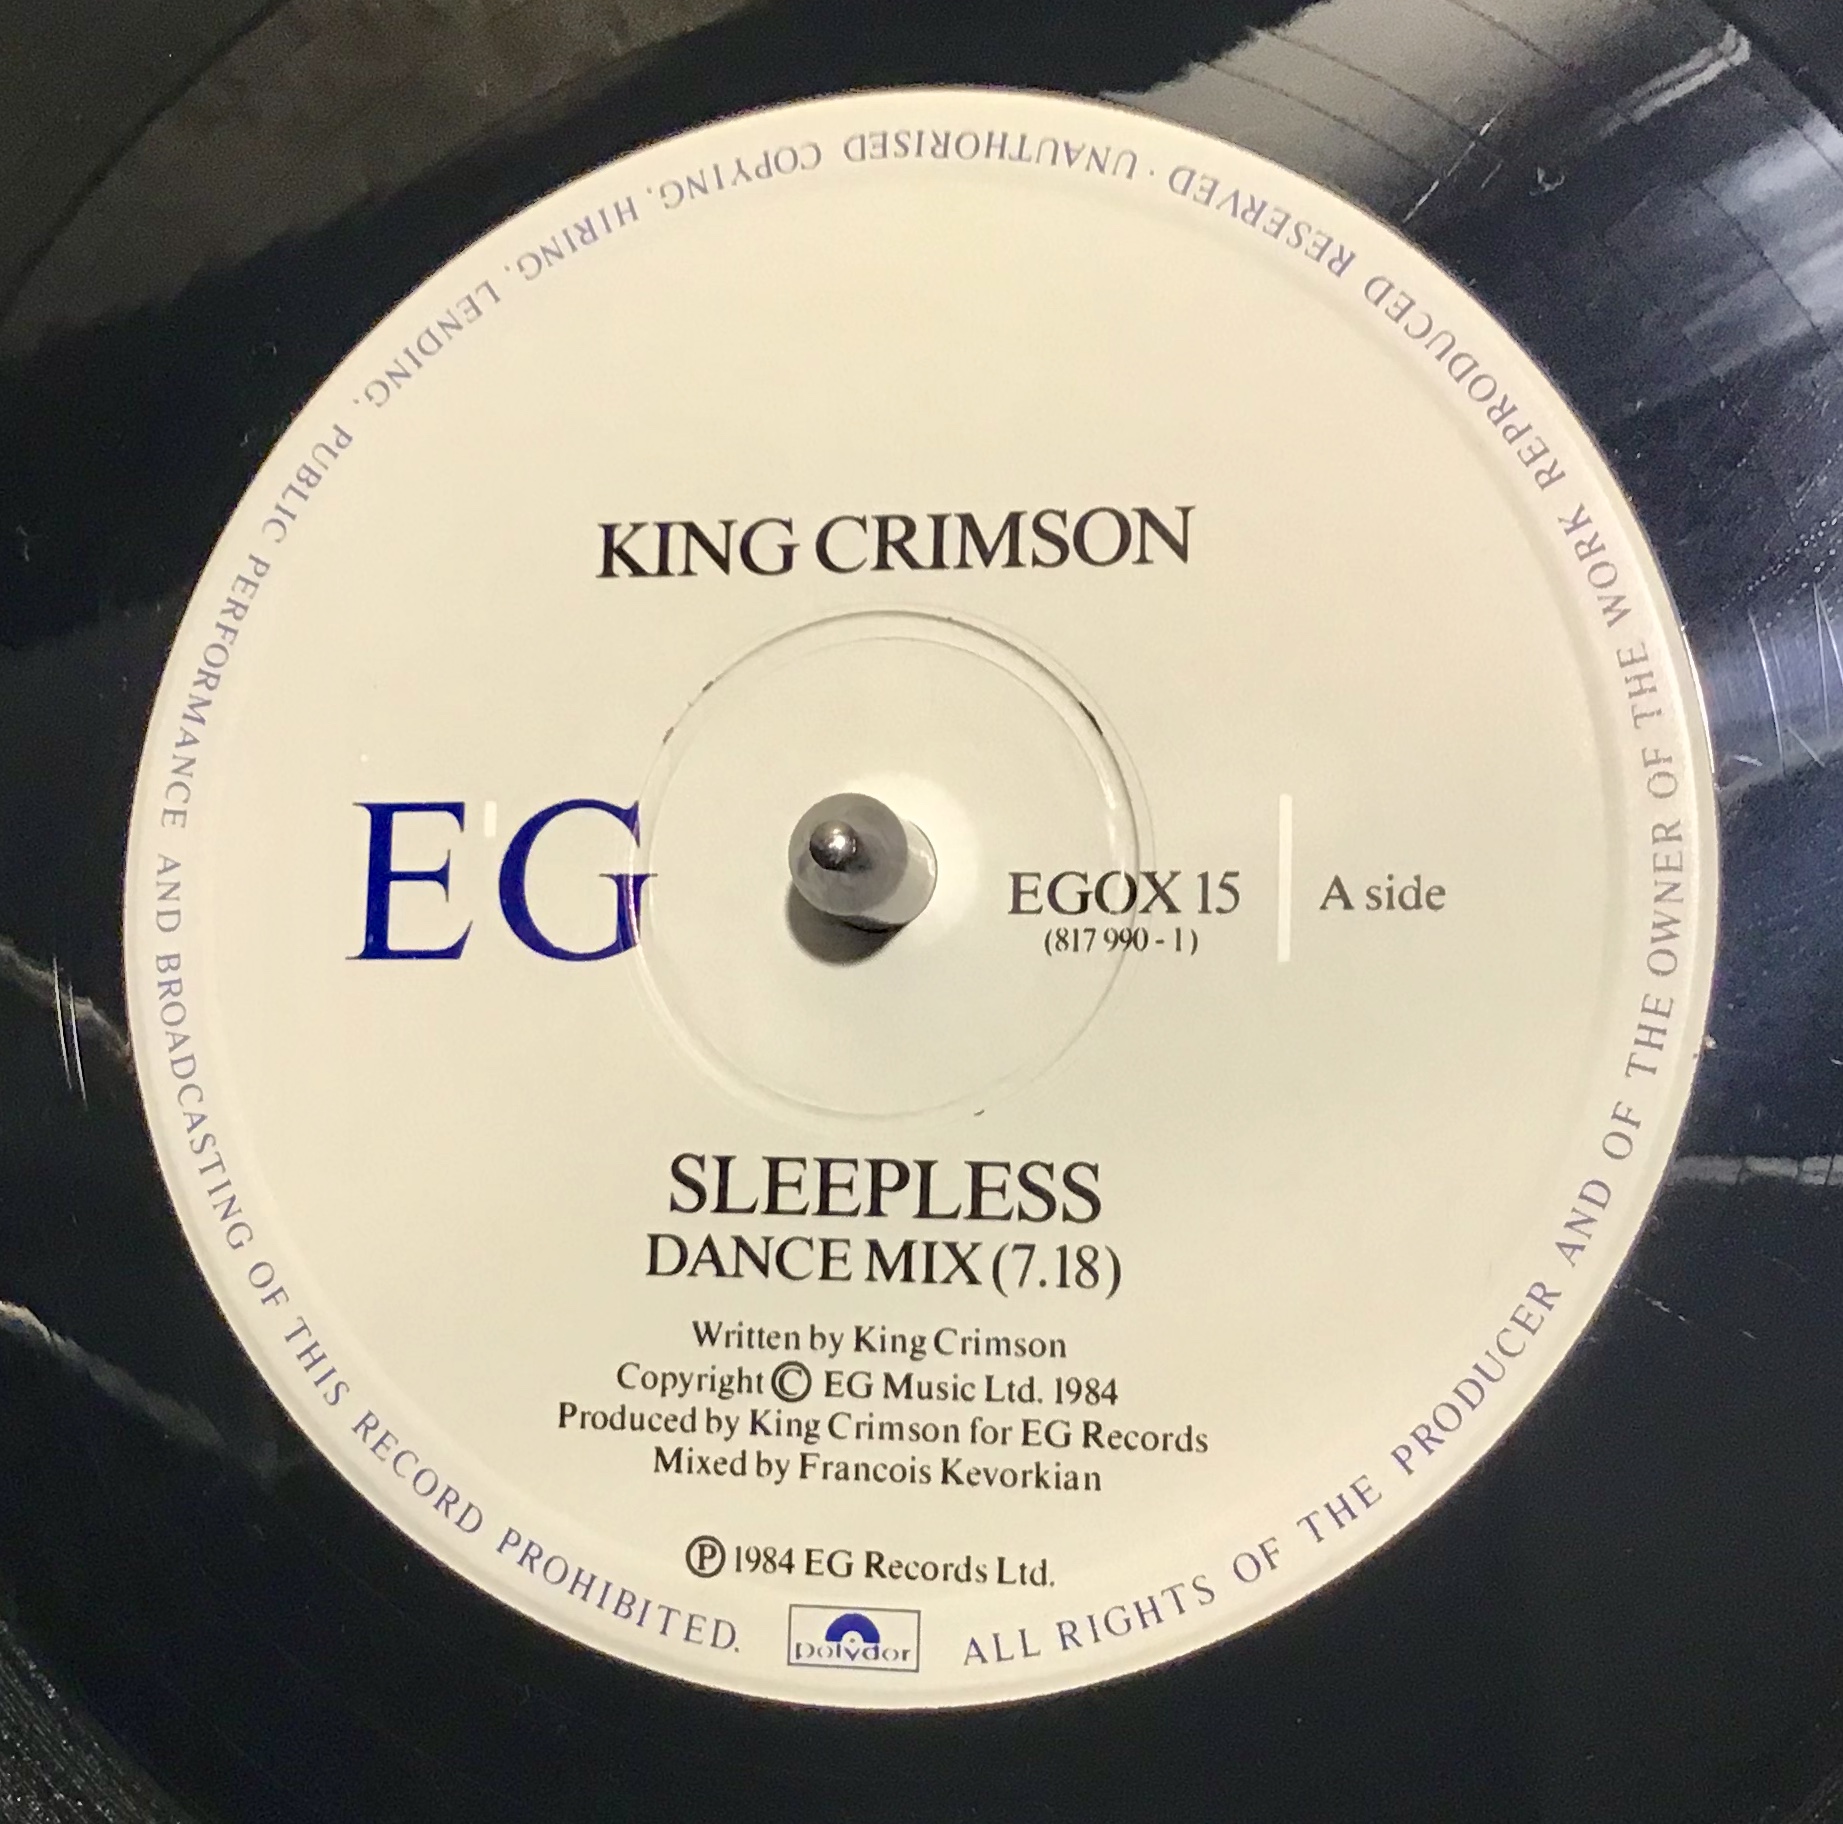 KING CRIMSON
EG
EGOX 15
(817 990 - 1)
A side
SLEEPLESS
DANCE MIX (7.18)
Written by King Crimson
Copyright © EG Music Ltd. 1984
Produced by King Crimson for EG Records
Mixed by Francois Kevorkian
℗ 1984 EG Records Ltd.
polydor
ALL RIGHTS OF THE PRODUCER AND OF THE OWNER OF THE WORK REPRODUCED RESERVED · UNAUTHORISED COPYING, HIRING, LENDING, PUBLIC PERFORMANCE AND BROADCASTING OF THIS RECORD PROHIBITED.